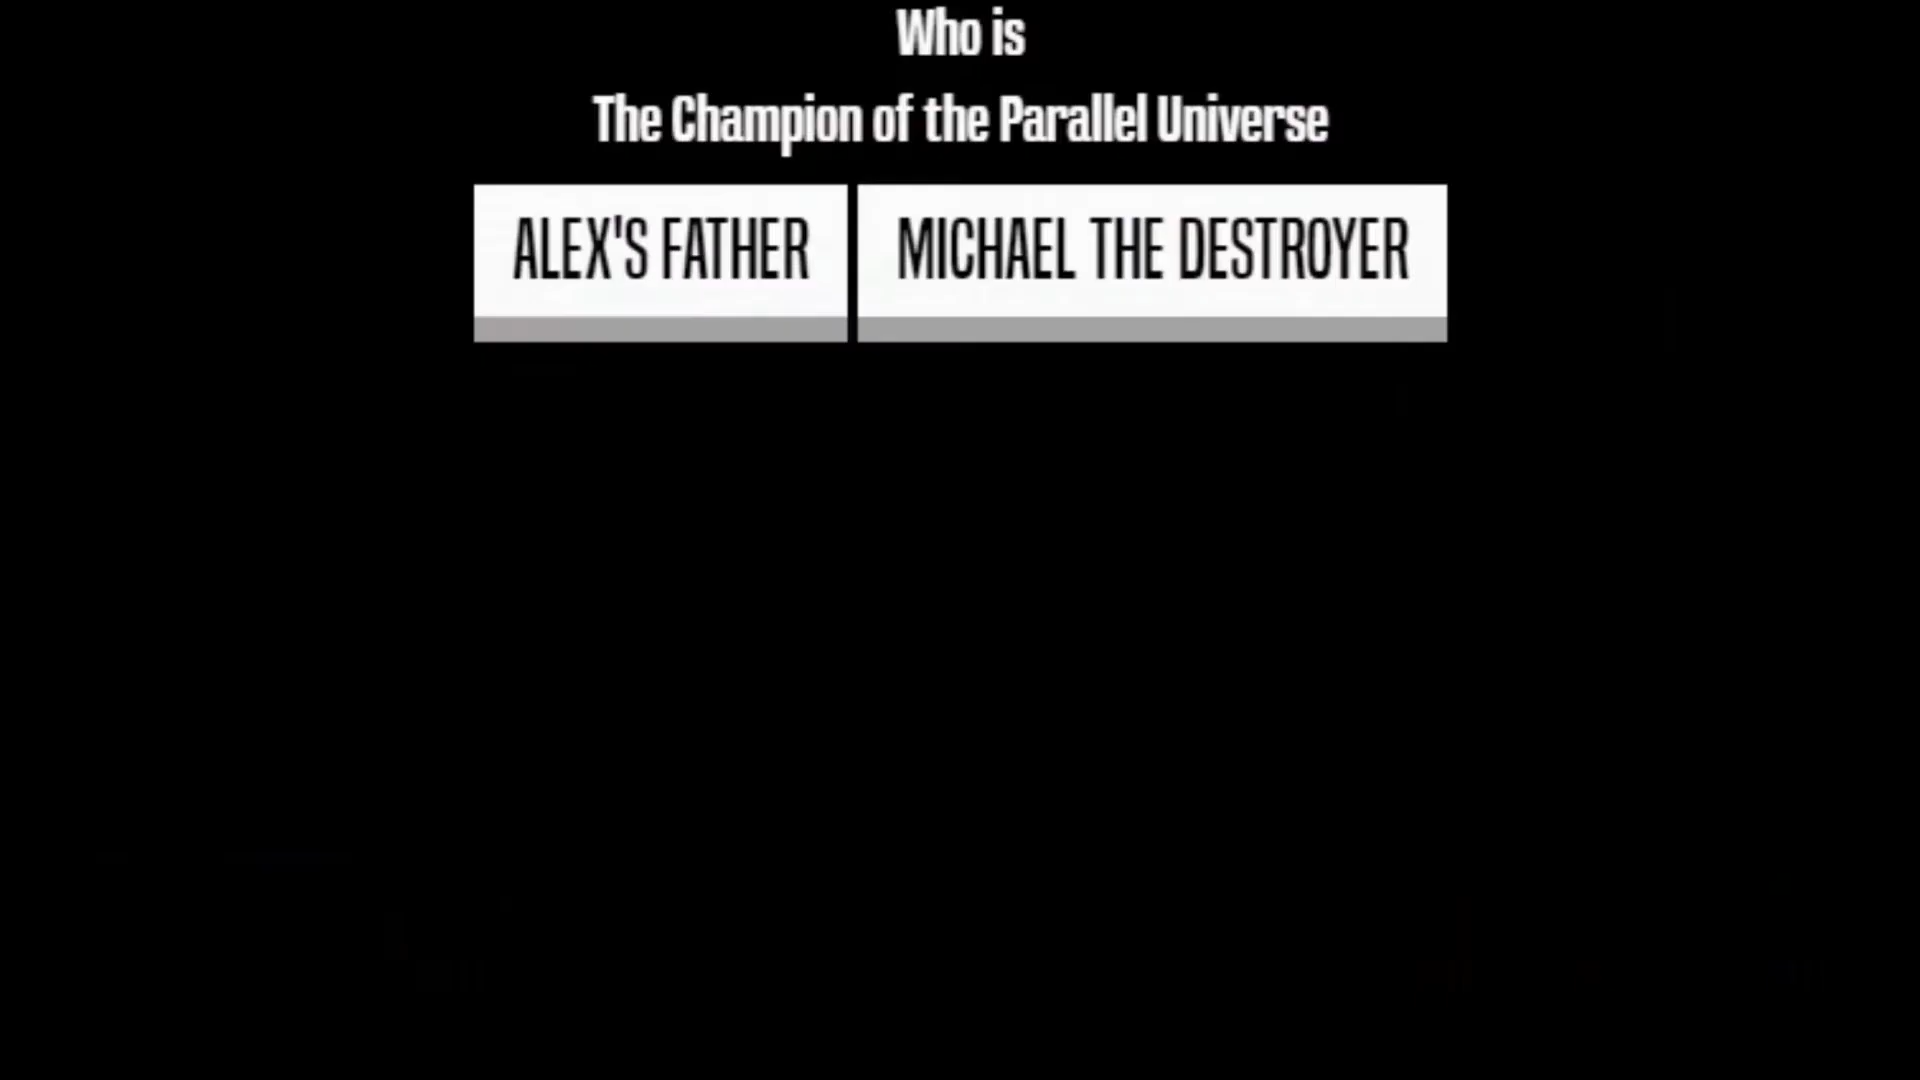 Who is
The Champion of the Parallel Universe
ALEX'S FATHER MICHAEL THE DESTROYER